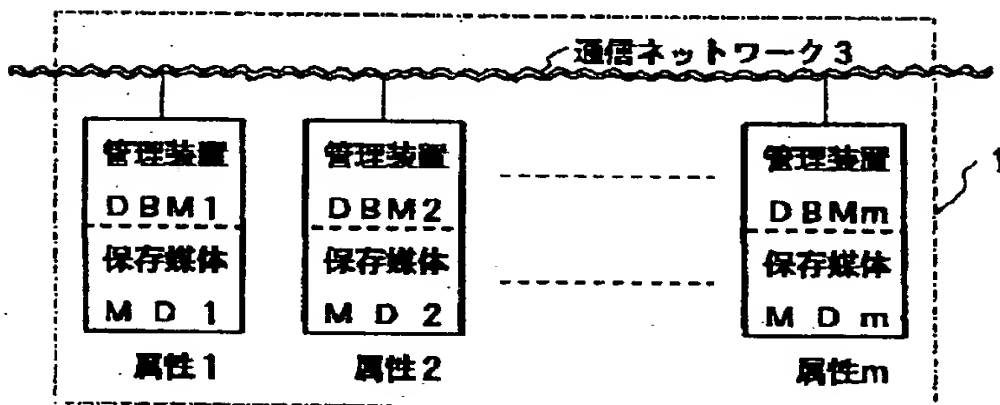 通信ネットワーク3
管理装置
DBM1
保存媒体
MD1
属性1
管理装置
DBM2
保存媒体
MD2
属性2
管理装置
DBMm
保存媒体
MDm
属性m